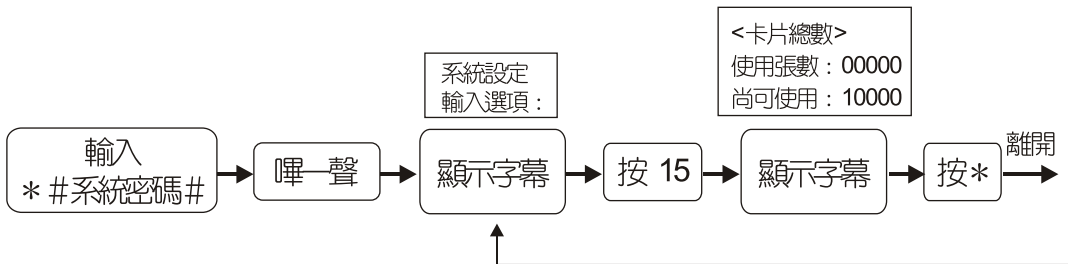 <卡片總數>
使用張數：00000
尚可使用：10000
系統設定
輸入選項：
輸入
＊#系統密碼#
嗶一聲
顯示字幕
按 15
顯示字幕
按＊
離開